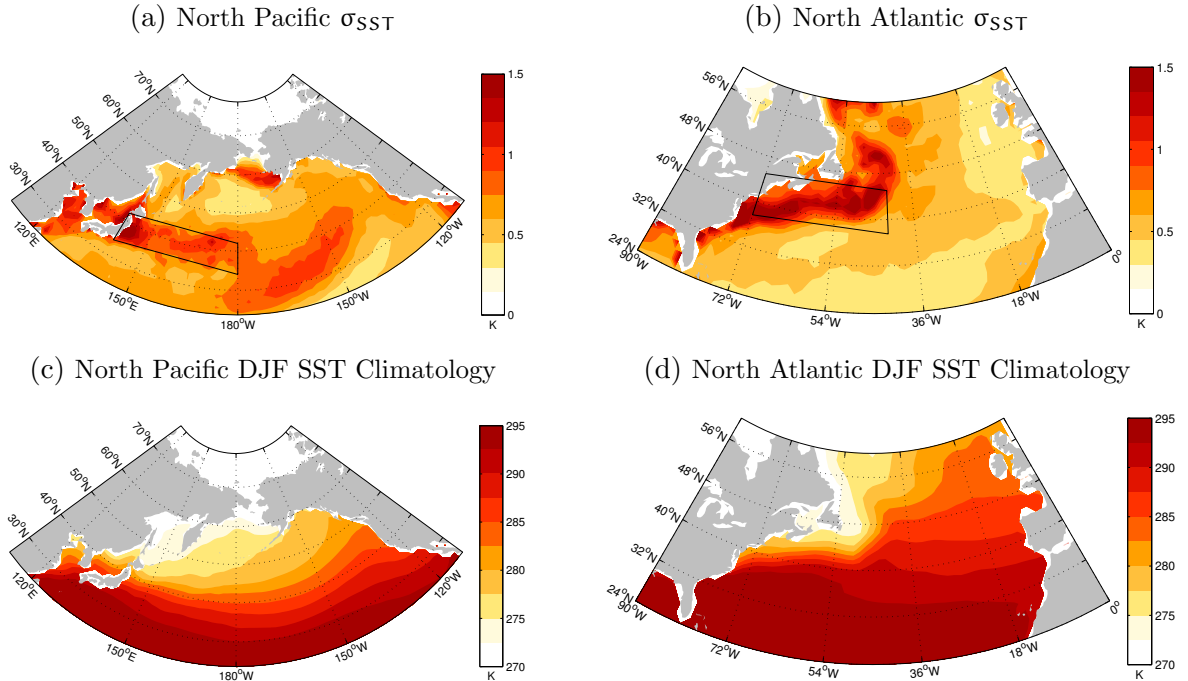 (a) North Pacific σSST
(b) North Atlantic σSST
70°N
60°N
50°N
40°N
30°N
120°E
150°E
180°W
150°W
120°W
1.5
1
0.5
0
K
56°N
48°N
40°N
32°N
24°N
90°W
72°W
54°W
36°W
18°W
0°
1.5
1
0.5
0
K
(c) North Pacific DJF SST Climatology
(d) North Atlantic DJF SST Climatology
70°N
60°N
50°N
40°N
30°N
120°E
150°E
180°W
150°W
120°W
295
290
285
280
275
270
K
56°N
48°N
40°N
32°N
24°N
90°W
72°W
54°W
36°W
18°W
0°
295
290
285
280
275
270
K